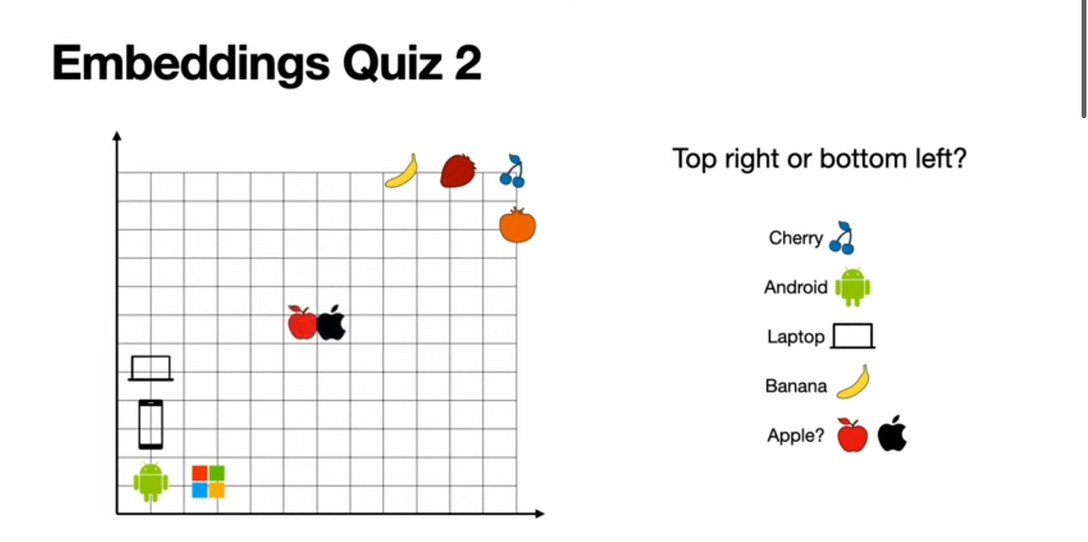 Embeddings Quiz 2
Top right or bottom left?
Cherry
Android
Laptop
Banana
Apple?